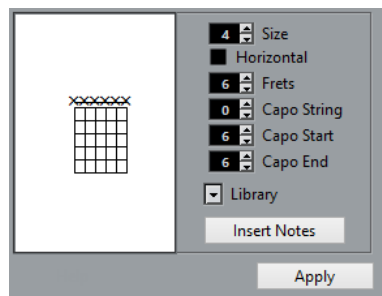 4 Size
Horizontal
6 Frets
0 Capo String
6 Capo Start
6 Capo End
Library
Insert Notes
Apply